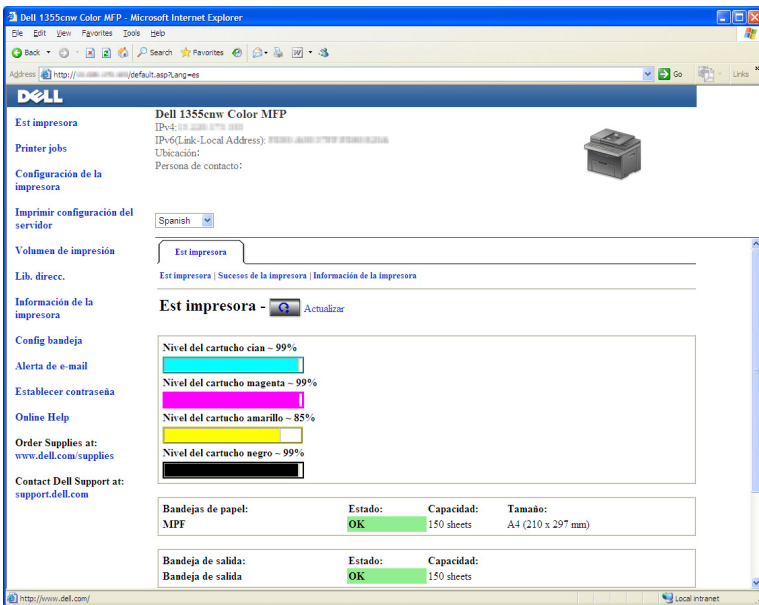 Dell 1355cnw Color MFP - Microsoft Internet Explorer
File Edit View Favorites Tools Help
Back Search Favorites
Address http:// /default.asp?Lang=es Go Links
DELL
Dell 1355cnw Color MFP
IPv4:
IPv6(Link-Local Address):
Ubicación:
Persona de contacto:
Spanish
Est impresora
Printer jobs
Configuración de la
impresora
Imprimir configuración del
servidor
Volumen de impresión
Lib. direcc.
Información de la
impresora
Config bandeja
Alerta de e-mail
Establecer contraseña
Online Help
Order Supplies at:
www.dell.com/supplies
Contact Dell Support at:
support.dell.com
Est impresora
Est impresora | Sucesos de la impresora | Información de la impresora
Est impresora - Actualizar
Nivel del cartucho cian ~ 99%
Nivel del cartucho magenta ~ 99%
Nivel del cartucho amarillo ~ 85%
Nivel del cartucho negro ~ 99%
Bandejas de papel: Estado: Capacidad: Tamaño:
MPF OK 150 sheets A4 (210 x 297 mm)
Bandeja de salida: Estado: Capacidad:
Bandeja de salida OK 150 sheets
http://www.dell.com/ Local intranet